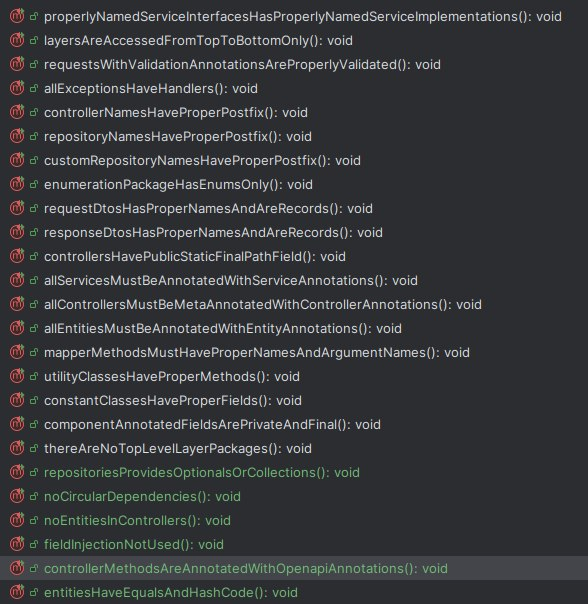 properlyNamedServiceInterfacesHasProperlyNamedServiceImplementations(): void
layersAreAccessedFromTopToBottomOnly(): void
requestsWithValidationAnnotationsAreProperlyValidated(): void
allExceptionsHaveHandlers(): void
controllerNamesHaveProperPostfix(): void
repositoryNamesHaveProperPostfix(): void
customRepositoryNamesHaveProperPostfix(): void
enumerationPackageHasEnumsOnly(): void
requestDtosHasProperNamesAndAreRecords(): void
responseDtosHasProperNamesAndAreRecords(): void
controllersHavePublicStaticFinalPathField(): void
allServicesMustBeAnnotatedWithServiceAnnotations(): void
allControllersMustBeMetaAnnotatedWithControllerAnnotations(): void
allEntitiesMustBeAnnotatedWithEntityAnnotations(): void
mapperMethodsMustHaveProperNamesAndArgumentNames(): void
utilityClassesHaveProperMethods(): void
constantClassesHaveProperFields(): void
componentAnnotatedFieldsArePrivateAndFinal(): void
thereAreNoTopLevelLayerPackages(): void
repositoriesProvidesOptionalsOrCollections(): void
noCircularDependencies(): void
noEntitiesInControllers(): void
fieldInjectionNotUsed(): void
controllerMethodsAreAnnotatedWithOpenapiAnnotations(): void
entitiesHaveEqualsAndHashCode(): void